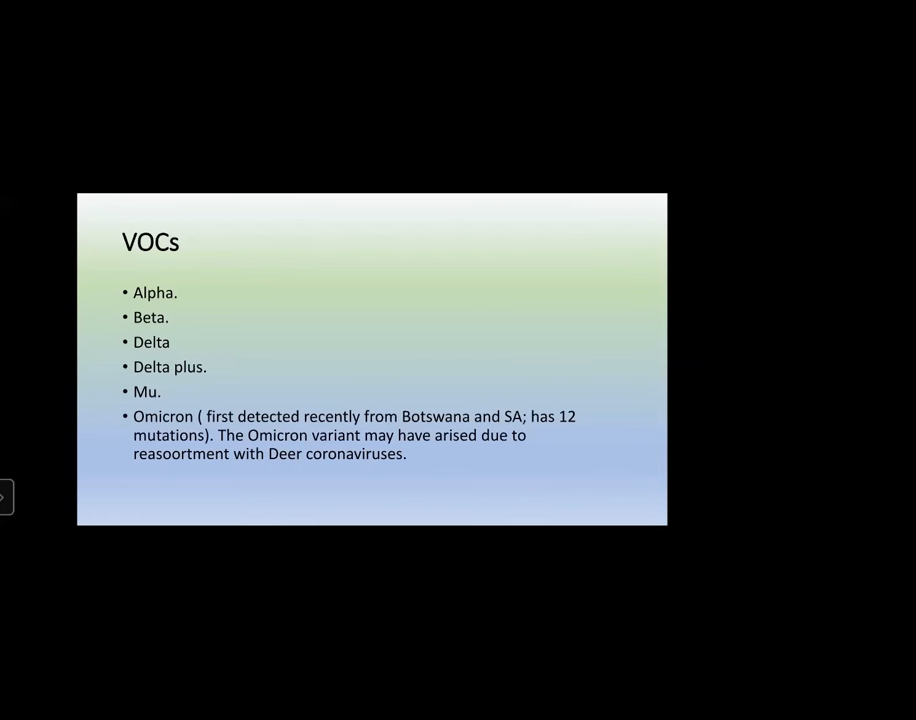 VOCs
• Alpha.
• Beta.
• Delta
• Delta plus.
• Mu.
• Omicron ( first detected recently from Botswana and SA; has 12
mutations). The Omicron variant may have arised due to
reasoortment with Deer coronaviruses.